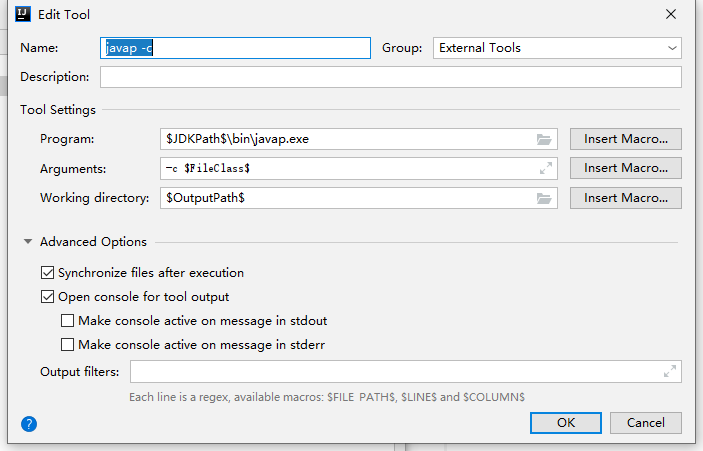 IJ Edit Tool
Name: javap -c Group: External Tools
Description:
Tool Settings
Program: $JDKPath$\bin\javap.exe Insert Macro...
Arguments: -c $FileClass$ Insert Macro...
Working directory: $OutputPath$ Insert Macro...
Advanced Options
Synchronize files after execution
Open console for tool output
Make console active on message in stdout
Make console active on message in stderr
Output filters:
Each line is a regex, available macros: $FILE_PATH$, $LINE$ and $COLUMN$
? OK Cancel